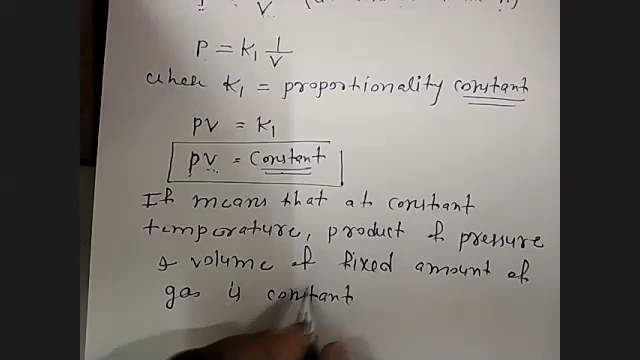 P = K1 1/V
where K1 = proportionality constant
PV = K1
PV = Constant
It means that at constant
temperature, product of pressure
& volume of fixed amount of
gas is constant